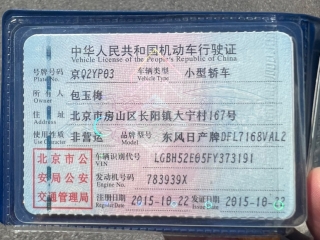 中华人民共和国机动车行驶证
Vehicle License of the People's Republic of China
号牌号码 Plate No. 京Q2YP03 车辆类型 Vehicle Type 小型轿车
所有人 Owner 包玉梅
住址 Address 北京市房山区长阳镇大宁村167号
使用性质 Use Character 非营运 品牌型号 Model 东风日产牌DFL7168VAL2
北京市公
安局公安
交通管理局
车辆识别代号 VIN LGBH52E05FY373191
发动机号码 Engine No. 783939X
注册日期 Register Date 2015-10-22 发证日期 Issue Date 2015-10-22